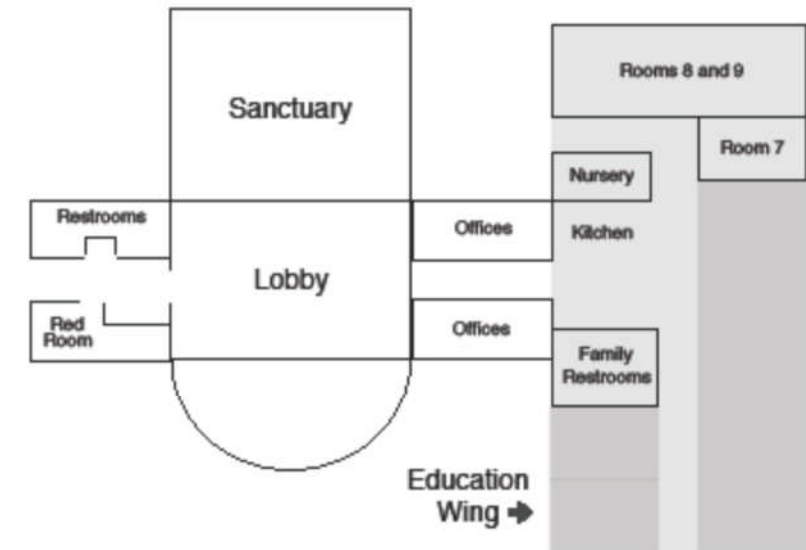 Rooms 8 and 9
Sanctuary
Room 7
Nursery
Restrooms
Offices
Kitchen
Lobby
Red
Room
Offices
Family
Restrooms
Education
Wing